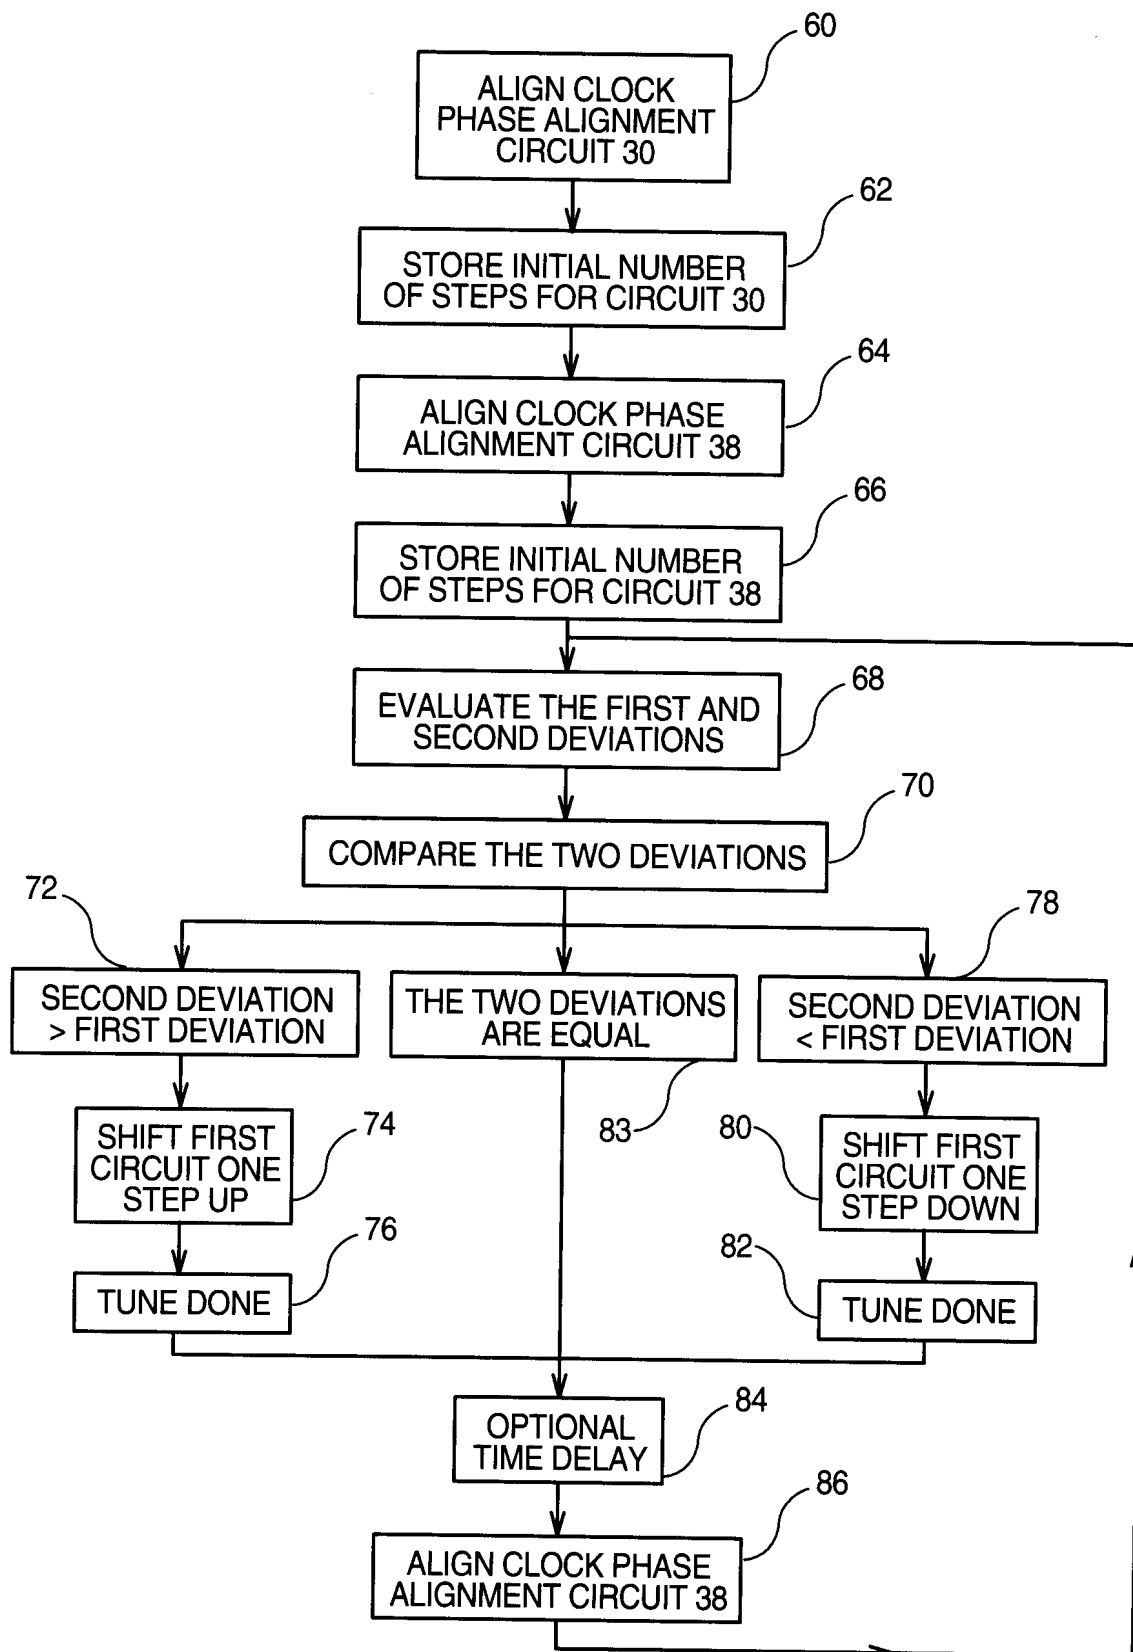 60
ALIGN CLOCK
PHASE ALIGNMENT
CIRCUIT 30
62
STORE INITIAL NUMBER
OF STEPS FOR CIRCUIT 30
64
ALIGN CLOCK PHASE
ALIGNMENT CIRCUIT 38
66
STORE INITIAL NUMBER
OF STEPS FOR CIRCUIT 38
68
EVALUATE THE FIRST AND
SECOND DEVIATIONS
70
COMPARE THE TWO DEVIATIONS
72
SECOND DEVIATION
> FIRST DEVIATION
THE TWO DEVIATIONS
ARE EQUAL
83
78
SECOND DEVIATION
< FIRST DEVIATION
74
SHIFT FIRST
CIRCUIT ONE
STEP UP
80
SHIFT FIRST
CIRCUIT ONE
STEP DOWN
76
TUNE DONE
82
TUNE DONE
84
OPTIONAL
TIME DELAY
86
ALIGN CLOCK PHASE
ALIGNMENT CIRCUIT 38